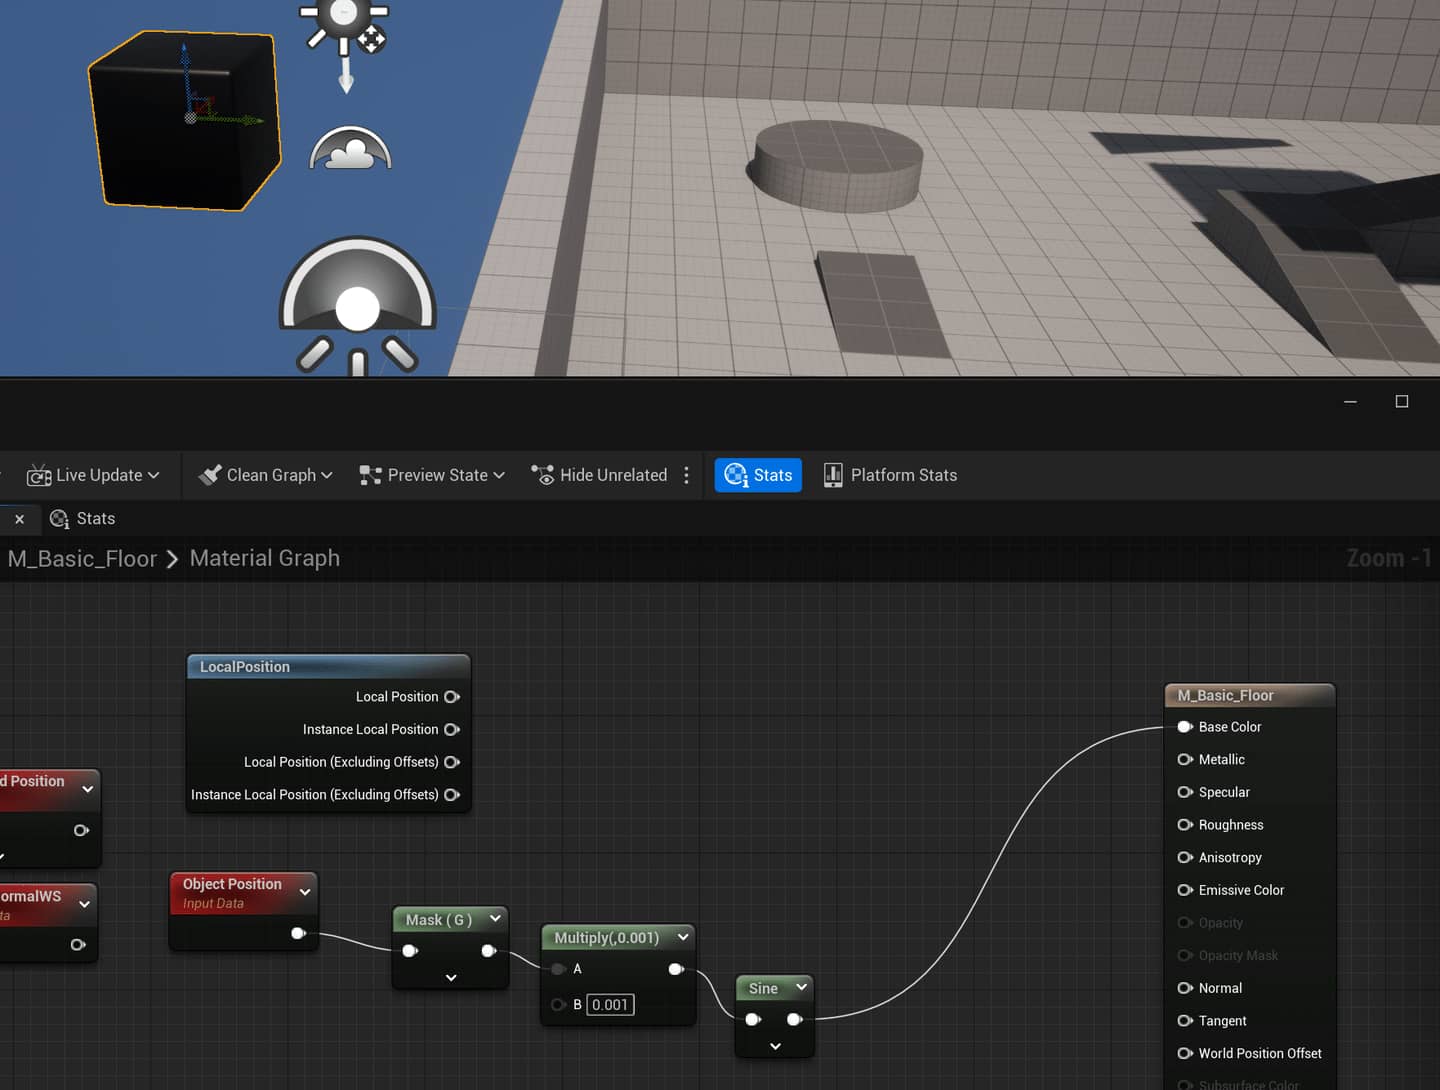 Live Update
Clean Graph
Preview State
Hide Unrelated
Stats
Platform Stats
Stats
M_Basic_Floor
Material Graph
Zoom -1
LocalPosition
Local Position
Instance Local Position
Local Position (Excluding Offsets)
Instance Local Position (Excluding Offsets)
d Position
ormalWS
ta
Object Position
Input Data
Mask ( G )
Multiply(,0.001)
A
B 0.001
Sine
M_Basic_Floor
Base Color
Metallic
Specular
Roughness
Anisotropy
Emissive Color
Opacity
Opacity Mask
Normal
Tangent
World Position Offset
Subsurface Color